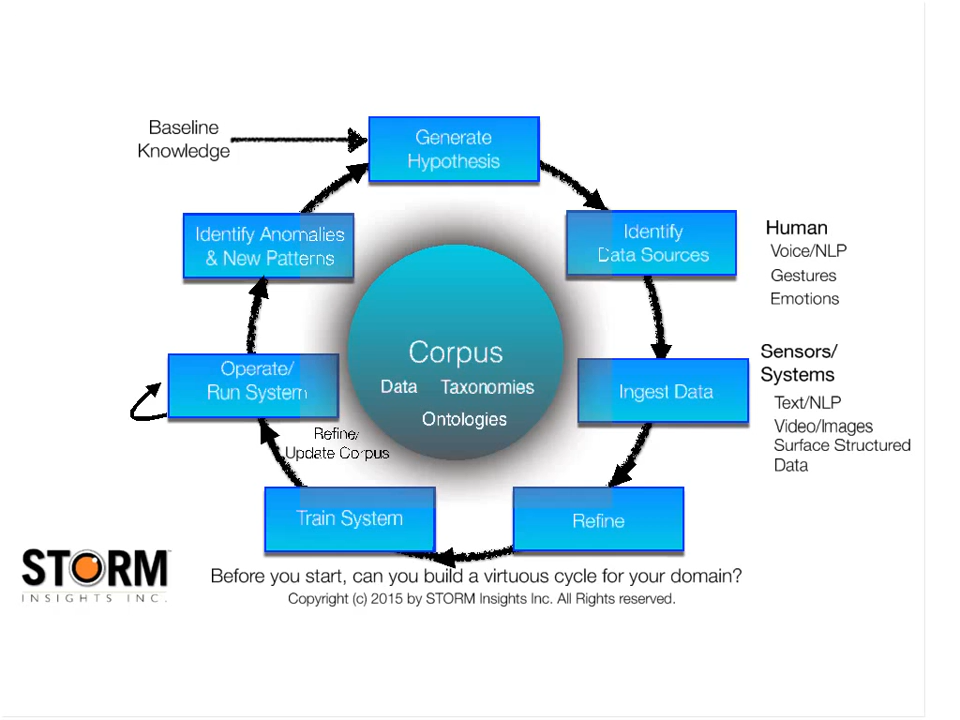 Baseline
Knowledge
Generate
Hypothesis
Identify Anomalies
& New Patterns
Identify
Data Sources
Human
Voice/NLP
Gestures
Emotions
Corpus
Data Taxonomies
Ontologies
Operate/
Run System
Ingest Data
Sensors/
Systems
Text/NLP
Video/Images
Surface Structured
Data
Refine/
Update Corpus
Train System
Refine
STORM
INSIGHTS INC.
Before you start, can you build a virtuous cycle for your domain?
Copyright (c) 2015 by STORM Insights Inc. All Rights reserved.